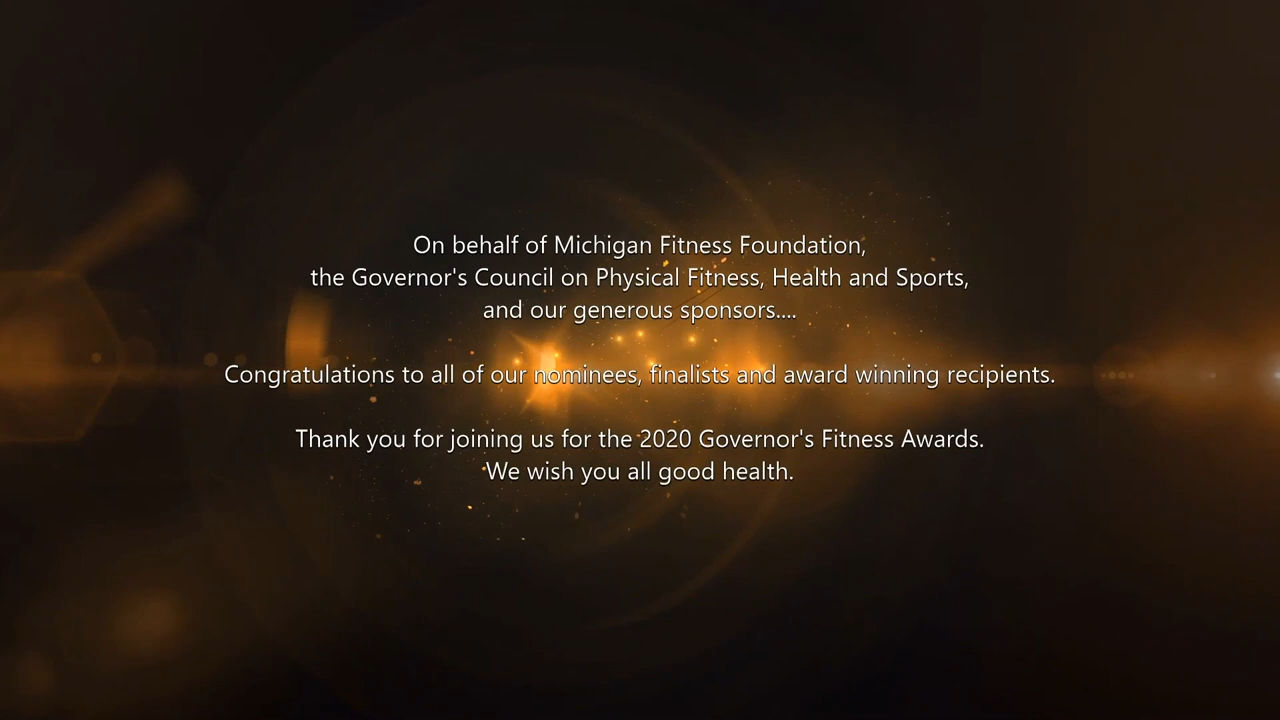 On behalf of Michigan Fitness Foundation,
the Governor's Council on Physical Fitness, Health and Sports,
and our generous sponsors....
Congratulations to all of our nominees, finalists and award winning recipients.
Thank you for joining us for the 2020 Governor's Fitness Awards.
We wish you all good health.